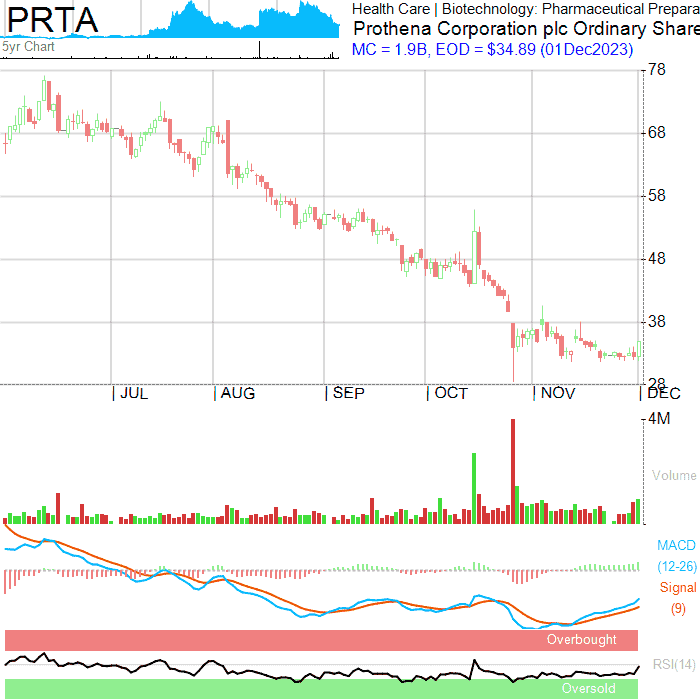 PRTA
5yr Chart
Health Care | Biotechnology: Pharmaceutical Prepara
Prothena Corporation plc Ordinary Share
MC = 1.9B, EOD = $34.89 (01Dec2023)
78
68
58
48
38
28
JUL
AUG
SEP
OCT
NOV
DEC
4M
Volume
MACD
(12-26)
Signal
(9)
Overbought
RSI(14)
Oversold